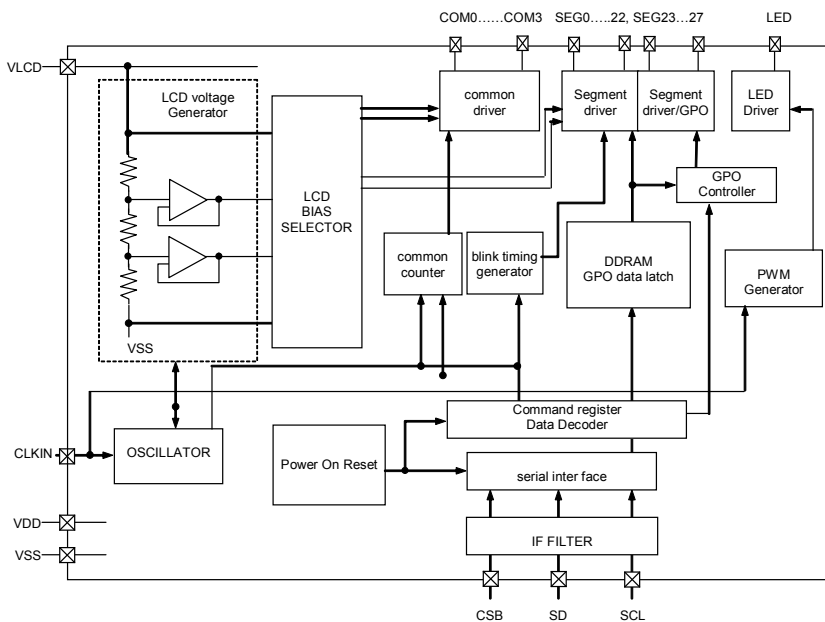 COM0……COM3
SEG0…..22, SEG23…27
LED
VLCD
LCD voltage
Generator
common
driver
Segment
driver
Segment
driver/GPO
LED
Driver
LCD
BIAS
SELECTOR
GPO
Controller
common
counter
blink timing
generator
DDRAM
GPO data latch
PWM
Generator
VSS
Command register
Data Decoder
CLKIN
OSCILLATOR
Power On Reset
serial inter face
VDD
VSS
IF FILTER
CSB
SD
SCL